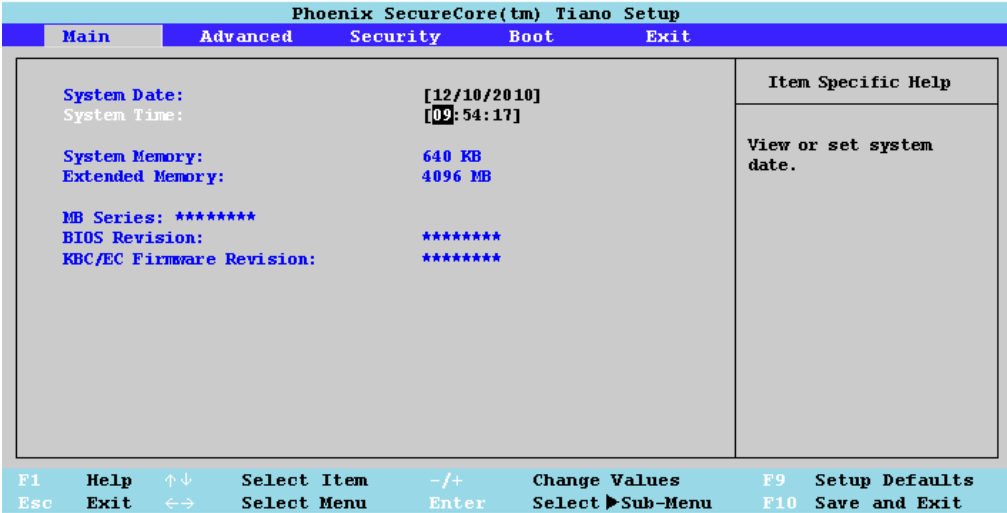 Phoenix SecureCore(tm) Tiano Setup
Main Advanced Security Boot Exit
System Date: [12/10/2010]
System Time: [09:54:17]
System Memory: 640 KB
Extended Memory: 4096 MB
MB Series: ********
BIOS Revision: ********
KBC/EC Firmware Revision: ********
Item Specific Help
View or set system
date.
F1 Help ↑↓ Select Item -/+ Change Values F9 Setup Defaults
Esc Exit ←→ Select Menu Enter Select ▶Sub-Menu F10 Save and Exit